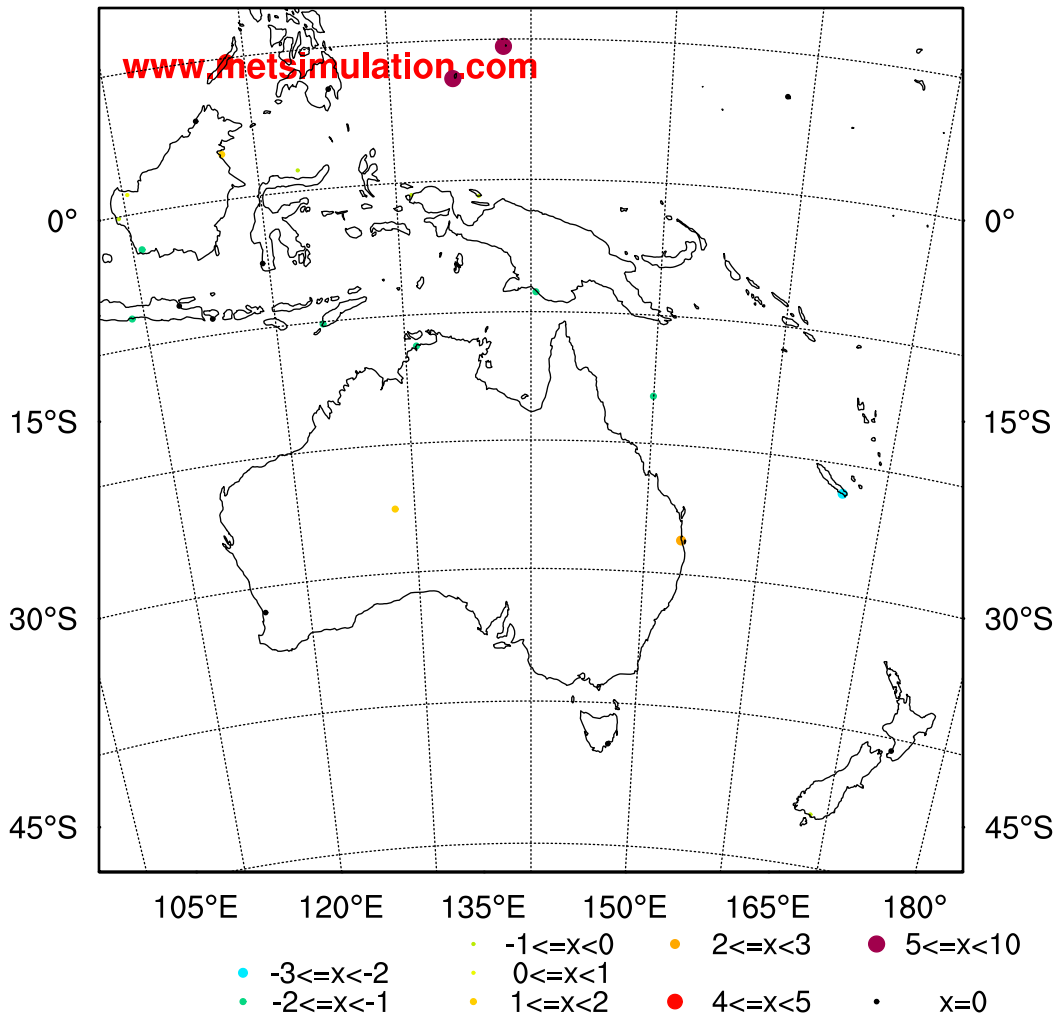 www.metsimulation.com
0° 0°
15°S 15°S
30°S 30°S
45°S 45°S
105°E 120°E 135°E 150°E 165°E 180°
-1<=x<0 2<=x<3 5<=x<10
-3<=x<-2 0<=x<1
-2<=x<-1 1<=x<2 4<=x<5 x=0